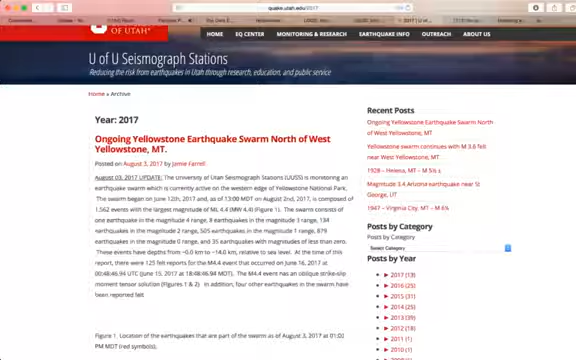 quake.utah.edu/2017
OF UTAH
HOME EQ CENTER MONITORING & RESEARCH EARTHQUAKE INFO OUTREACH ABOUT US
U of U Seismograph Stations
Reducing the risk from earthquakes in Utah through research, education, and public service
Home » Archive
Year: 2017
Ongoing Yellowstone Earthquake Swarm North of West
Yellowstone, MT.
Posted on August 3, 2017 by Jamie Farrell
August 03, 2017 UPDATE: The University of Utah Seismograph Stations (UUSS) is monitoring an
earthquake swarm which is currently active on the western edge of Yellowstone National Park.
The swarm began on June 12th and, as of 13:00 MDT on August 2nd, 2017, is composed of
1,562 events with the largest magnitude of ML 4.4 (MW 4.4) (Figure 1). The swarm consists of
one earthquake in the magnitude 4 range, 8 earthquakes in the magnitude 3 range, 134
earthquakes in the magnitude 2 range, 505 earthquakes in the magnitude 1 range, 879
earthquakes in the magnitude 0 range, and 35 earthquakes with magnitudes of less than zero.
These events have depths from ~0.0 km to ~14.0 km, relative to sea level. At the time of this
report, there were 125 felt reports for the M4.4 event that occurred on June 16, 2017 at
00:48:46.94 UTC (June 15, 2017 at 18:48:46.94 MDT). The M4.4 event has an oblique strike-slip
moment tensor solution (Figures 1 & 2). In addition, four other earthquakes in the swarm have
been reported felt
Figure 1. Location of the earthquakes that are part of the swarm as of August 3, 2017 at 01:00
PM MDT (red symbols).
Recent Posts
Ongoing Yellowstone Earthquake Swarm North
of West Yellowstone, MT
Yellowstone swarm continues with M 3.6 felt
near West Yellowstone, MT
1928 – Helena, MT – M 5½ ±
Magnitude 3.4 Arizona earthquake near St
George, UT
1947 – Virginia City, MT – M 6¼
Posts by Category
Posts by Category
Select Category
Posts by Year
► 2017 (13)
► 2016 (25)
► 2015 (31)
► 2014 (25)
► 2013 (39)
► 2012 (18)
► 2011 (1)
► 2010 (1)